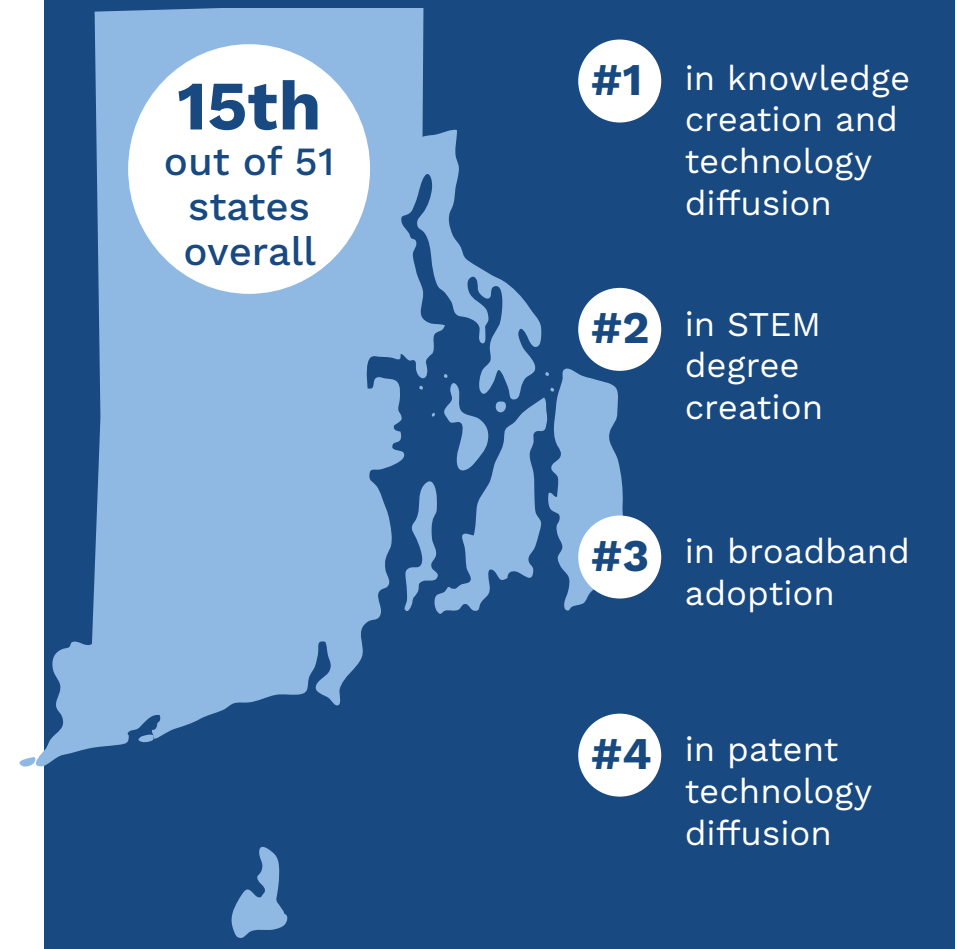 15th
out of 51
states
overall
#1
in knowledge
creation and
technology
diffusion
#2
in STEM
degree
creation
#3
in broadband
adoption
#4
in patent
technology
diffusion